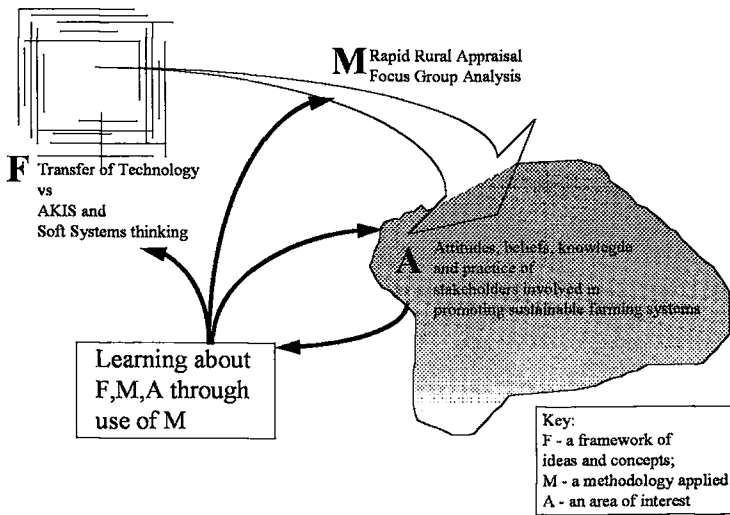 M Rapid Rural Appraisal
Focus Group Analysis
F Transfer of Technology
vs
AKIS and
Soft Systems thinking
A Attitudes, beliefs, knowlegde
and practice of
stakeholders involved in
promoting sustainable farming systems
Learning about
F,M,A through
use of M
Key:
F - a framework of
ideas and concepts;
M - a methodology applied
A - an area of interest